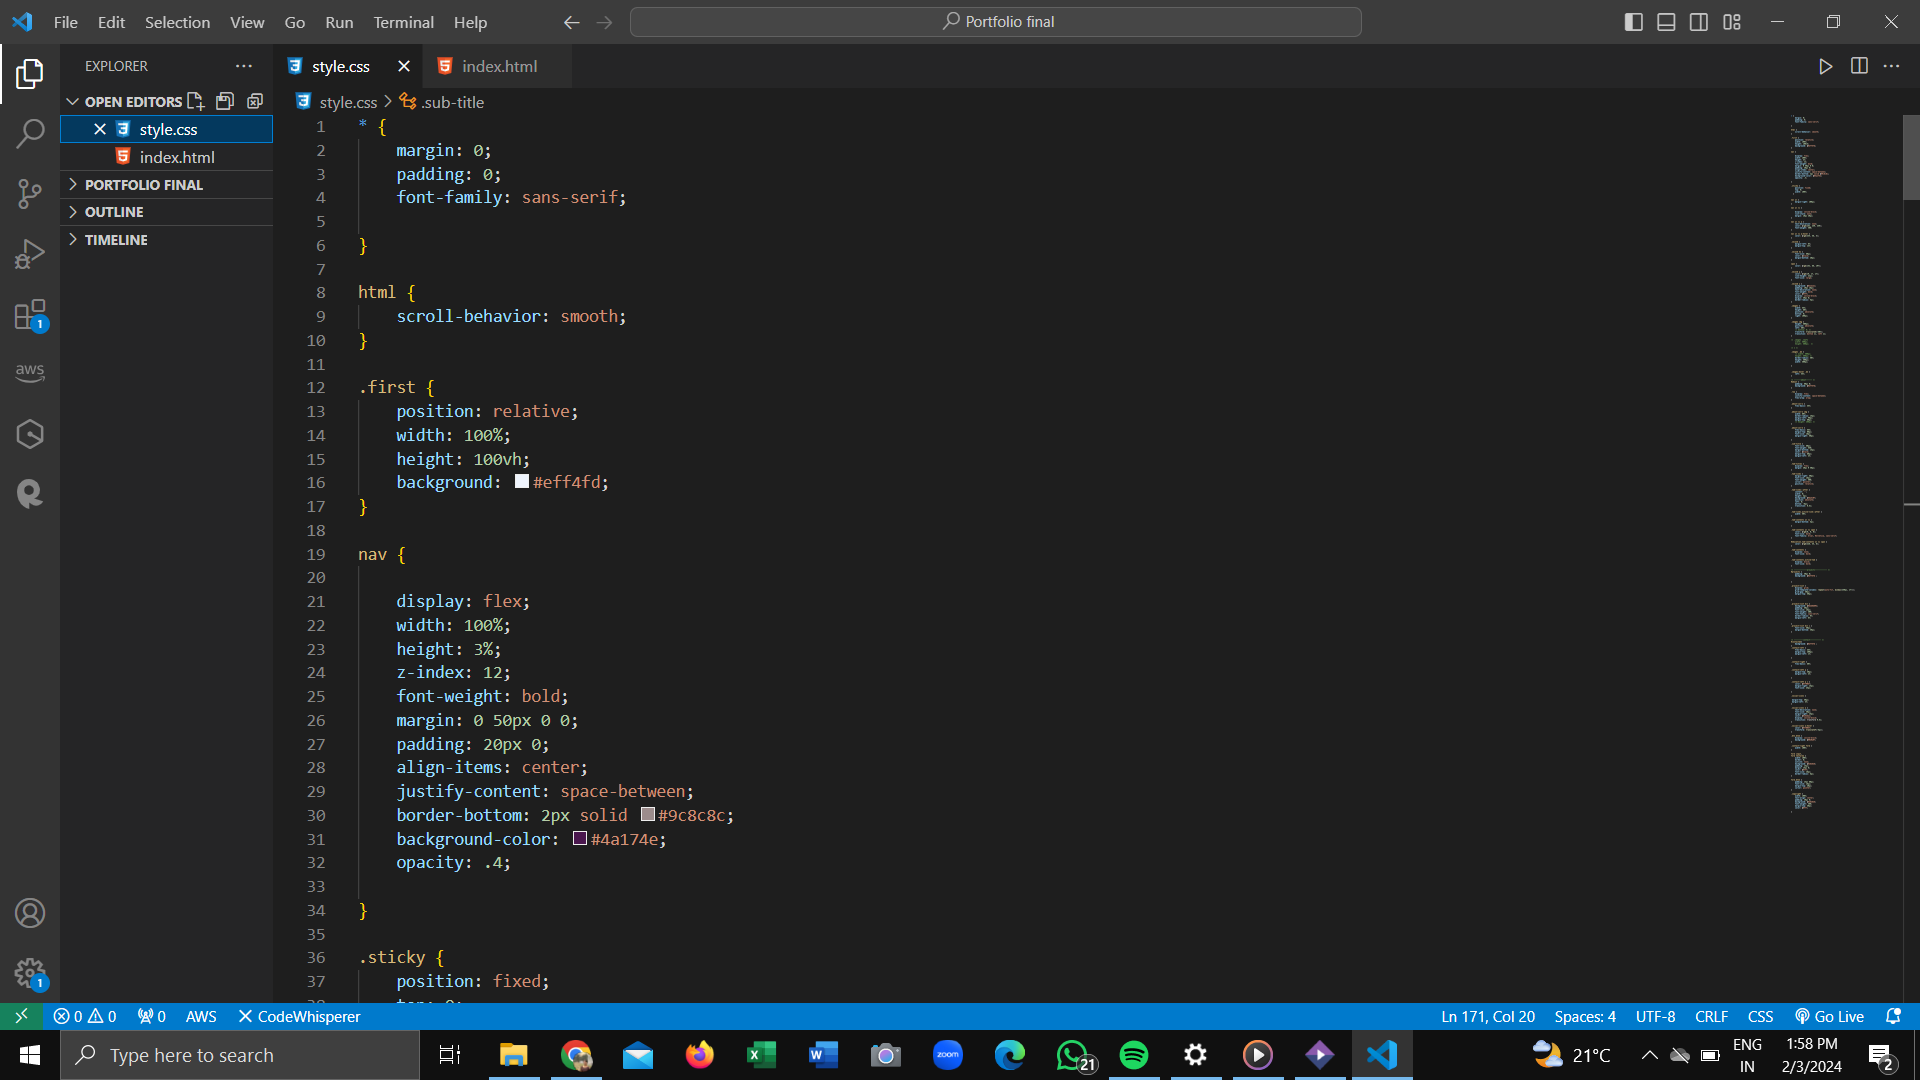 File Edit Selection View Go Run Terminal Help
Portfolio final
EXPLORER
style.css
index.html
OPEN EDITORS
style.css
index.html
PORTFOLIO FINAL
OUTLINE
TIMELINE
aws
1
1
style.css > .sub-title
1 * {
2 margin: 0;
3 padding: 0;
4 font-family: sans-serif;
5
6 }
7
8 html {
9 scroll-behavior: smooth;
10 }
11
12 .first {
13 position: relative;
14 width: 100%;
15 height: 100vh;
16 background: #eff4fd;
17 }
18
19 nav {
20
21 display: flex;
22 width: 100%;
23 height: 3%;
24 z-index: 12;
25 font-weight: bold;
26 margin: 0 50px 0 0;
27 padding: 20px 0;
28 align-items: center;
29 justify-content: space-between;
30 border-bottom: 2px solid #9c8c8c;
31 background-color: #4a174e;
32 opacity: .4;
33
34 }
35
36 .sticky {
37 position: fixed;
0 0 0 AWS CodeWhisperer
Ln 171, Col 20 Spaces: 4 UTF-8 CRLF CSS Go Live
Type here to search
zoom
21
21°C
ENG
IN
1:58 PM
2/3/2024
2